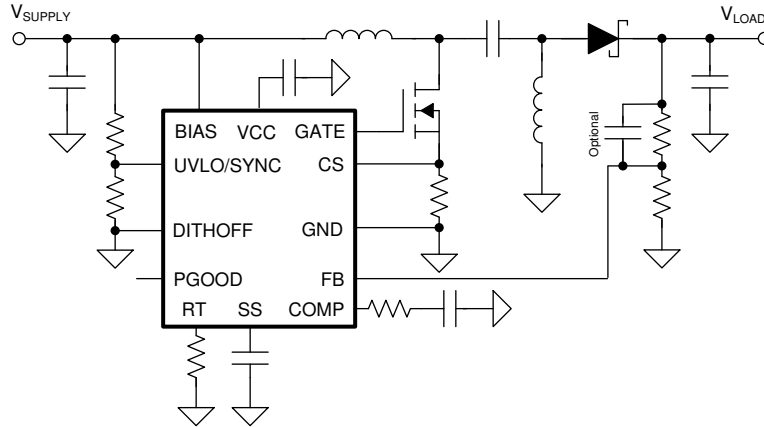 VSUPPLY
VLOAD
BIAS VCC GATE
Optional
UVLO/SYNC CS
DITHOFF GND
PGOOD FB
RT SS COMP